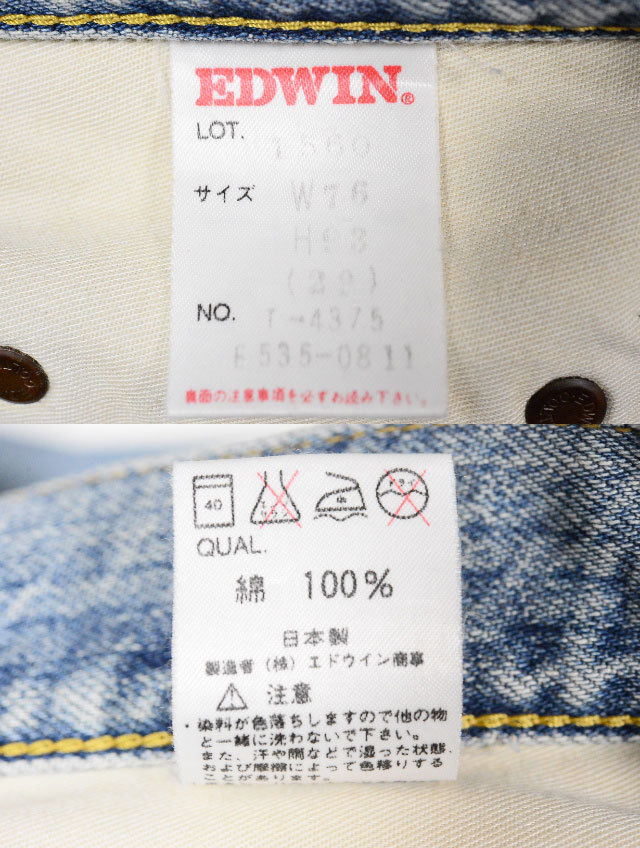 EDWIN®
LOT.
サイズ W76
H93
(29)
NO. T-4375
E535-0811
裏面の注意事項を必ずお読み下さい。
40
QUAL.
綿 100%
日本製
製造者 (株) エドウイン商事
注意
・染料が色落ちしますので他の物
と一緒に洗わないで下さい。
また、汗や雨などで湿った状態、
および摩擦によって色移りする
ことがあります。